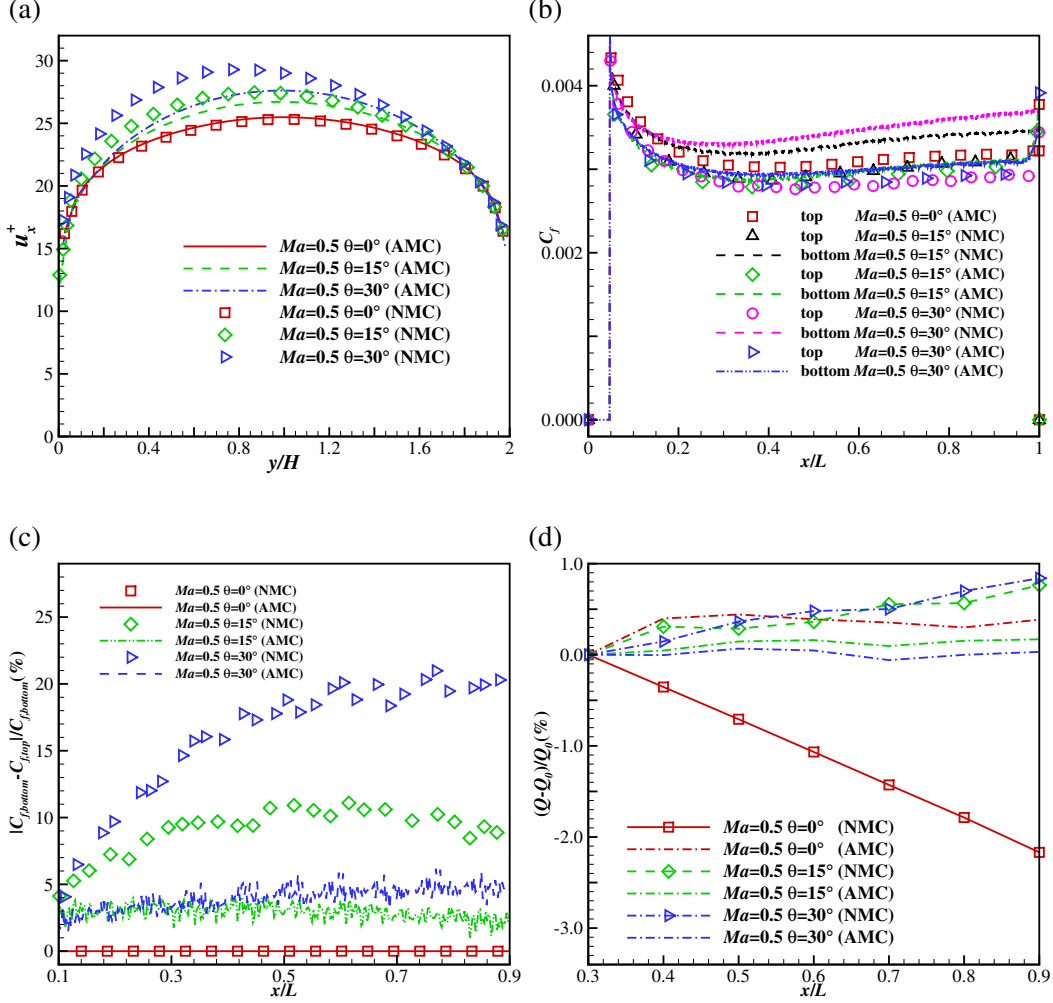 (a)
30
25
20
15
10
5
0
u_x^+
Ma=0.5 θ=0° (AMC)
Ma=0.5 θ=15° (AMC)
Ma=0.5 θ=30° (AMC)
Ma=0.5 θ=0° (NMC)
Ma=0.5 θ=15° (NMC)
Ma=0.5 θ=30° (NMC)
0 0.4 0.8 1.2 1.6 2
y/H
(b)
0.004
0.002
0.000
C_f
top Ma=0.5 θ=0° (AMC)
top Ma=0.5 θ=15° (NMC)
bottom Ma=0.5 θ=15° (NMC)
top Ma=0.5 θ=15° (AMC)
bottom Ma=0.5 θ=15° (AMC)
top Ma=0.5 θ=30° (NMC)
bottom Ma=0.5 θ=30° (NMC)
top Ma=0.5 θ=30° (AMC)
bottom Ma=0.5 θ=30° (AMC)
0 0.2 0.4 0.6 0.8 1
x/L
(c)
25
20
15
10
5
0
|C_{f,bottom}-C_{f,top}|/C_{f,bottom}(%)
Ma=0.5 θ=0° (NMC)
Ma=0.5 θ=0° (AMC)
Ma=0.5 θ=15° (NMC)
Ma=0.5 θ=15° (AMC)
Ma=0.5 θ=30° (NMC)
Ma=0.5 θ=30° (AMC)
0.1 0.3 0.5 0.7 0.9
x/L
(d)
1.0
0.0
-1.0
-2.0
-3.0
(Q-Q_0)/Q_0(%)
Ma=0.5 θ=0° (NMC)
Ma=0.5 θ=0° (AMC)
Ma=0.5 θ=15° (NMC)
Ma=0.5 θ=15° (AMC)
Ma=0.5 θ=30° (NMC)
Ma=0.5 θ=30° (AMC)
0.3 0.4 0.5 0.6 0.7 0.8 0.9
x/L